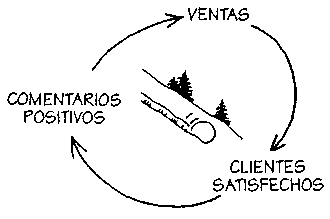 VENTAS
COMENTARIOS
POSITIVOS
CLIENTES
SATISFECHOS